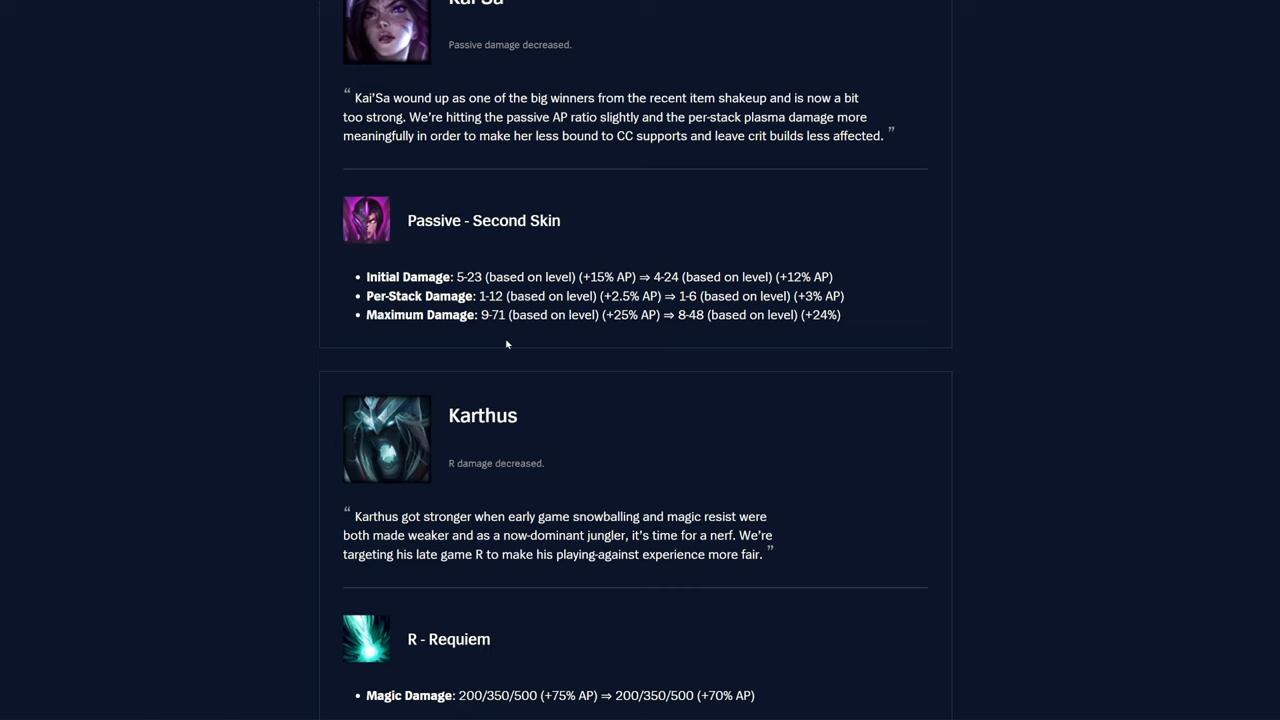 Kai'Sa
Passive damage decreased.
“ Kai’Sa wound up as one of the big winners from the recent item shakeup and is now a bit
too strong. We’re hitting the passive AP ratio slightly and the per-stack plasma damage more
meaningfully in order to make her less bound to CC supports and leave crit builds less affected. ”
Passive - Second Skin
• Initial Damage: 5-23 (based on level) (+15% AP) ⇒ 4-24 (based on level) (+12% AP)
• Per-Stack Damage: 1-12 (based on level) (+2.5% AP) ⇒ 1-6 (based on level) (+3% AP)
• Maximum Damage: 9-71 (based on level) (+25% AP) ⇒ 8-48 (based on level) (+24%)
Karthus
R damage decreased.
“ Karthus got stronger when early game snowballing and magic resist were
both made weaker and as a now-dominant jungler, it’s time for a nerf. We’re
targeting his late game R to make his playing-against experience more fair. ”
R - Requiem
• Magic Damage: 200/350/500 (+75% AP) ⇒ 200/350/500 (+70% AP)